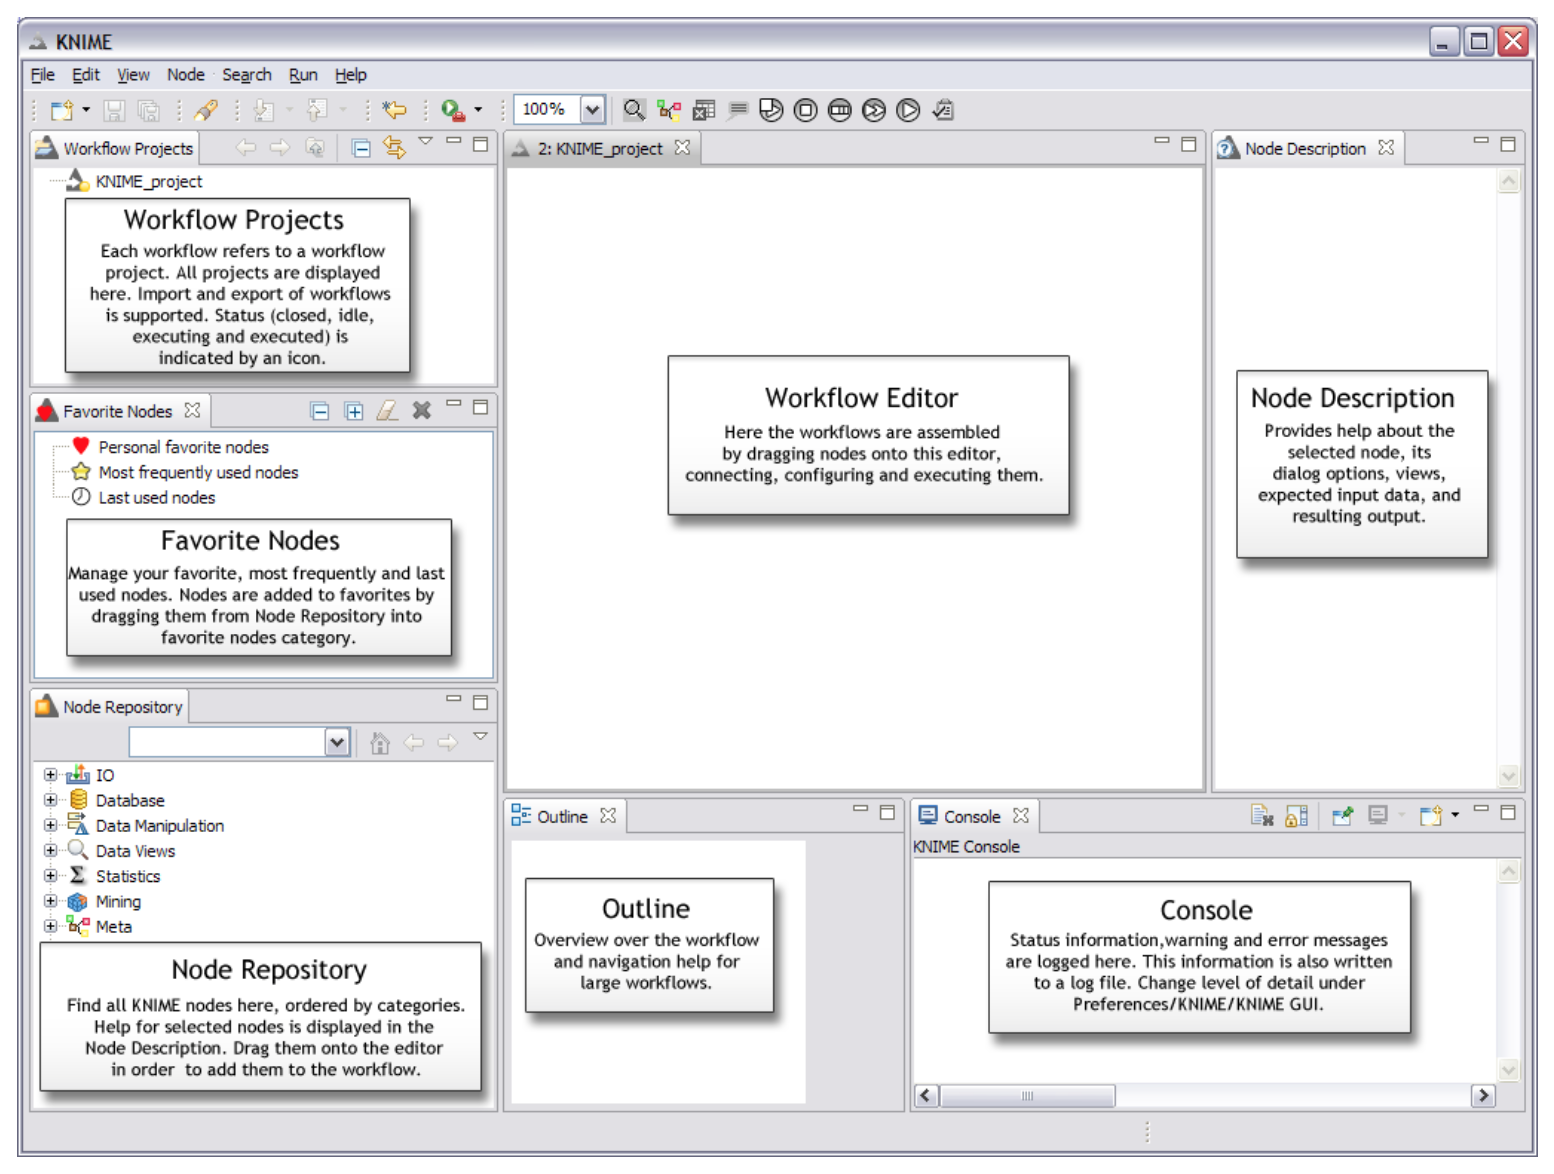 KNIME
File Edit View Node Search Run Help
100%
Workflow Projects
KNIME_project
Workflow Projects
Each workflow refers to a workflow
project. All projects are displayed
here. Import and export of workflows
is supported. Status (closed, idle,
executing and executed) is
indicated by an icon.
Favorite Nodes
Personal favorite nodes
Most frequently used nodes
Last used nodes
Favorite Nodes
Manage your favorite, most frequently and last
used nodes. Nodes are added to favorites by
dragging them from Node Repository into
favorite nodes category.
Node Repository
IO
Database
Data Manipulation
Data Views
Statistics
Mining
Meta
Node Repository
Find all KNIME nodes here, ordered by categories.
Help for selected nodes is displayed in the
Node Description. Drag them onto the editor
in order to add them to the workflow.
2: KNIME_project
Workflow Editor
Here the workflows are assembled
by dragging nodes onto this editor,
connecting, configuring and executing them.
Node Description
Node Description
Provides help about the
selected node, its
dialog options, views,
expected input data, and
resulting output.
Outline
Outline
Overview over the workflow
and navigation help for
large workflows.
Console
KNIME Console
Console
Status information,warning and error messages
are logged here. This information is also written
to a log file. Change level of detail under
Preferences/KNIME/KNIME GUI.